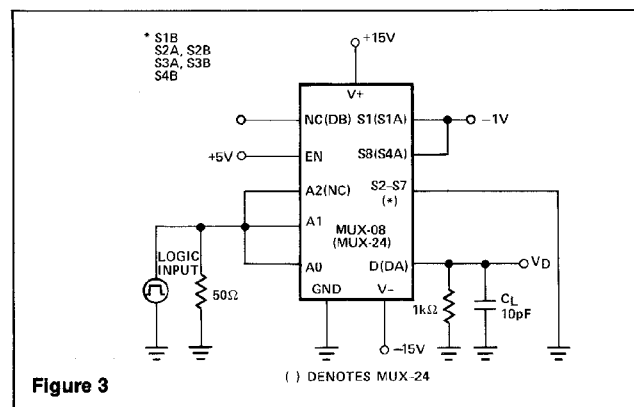 * S1B
S2A, S2B
S3A, S3B
S4B
+15V
V+
NC(DB) S1(S1A) −1V
S8(S4A)
+5V EN
A2(NC) S2–S7
(*)
A1 MUX-08
(MUX-24)
LOGIC
INPUT
A0 D(DA) VD
50Ω GND V− 1kΩ CL
10pF
−15V
Figure 3
( ) DENOTES MUX-24